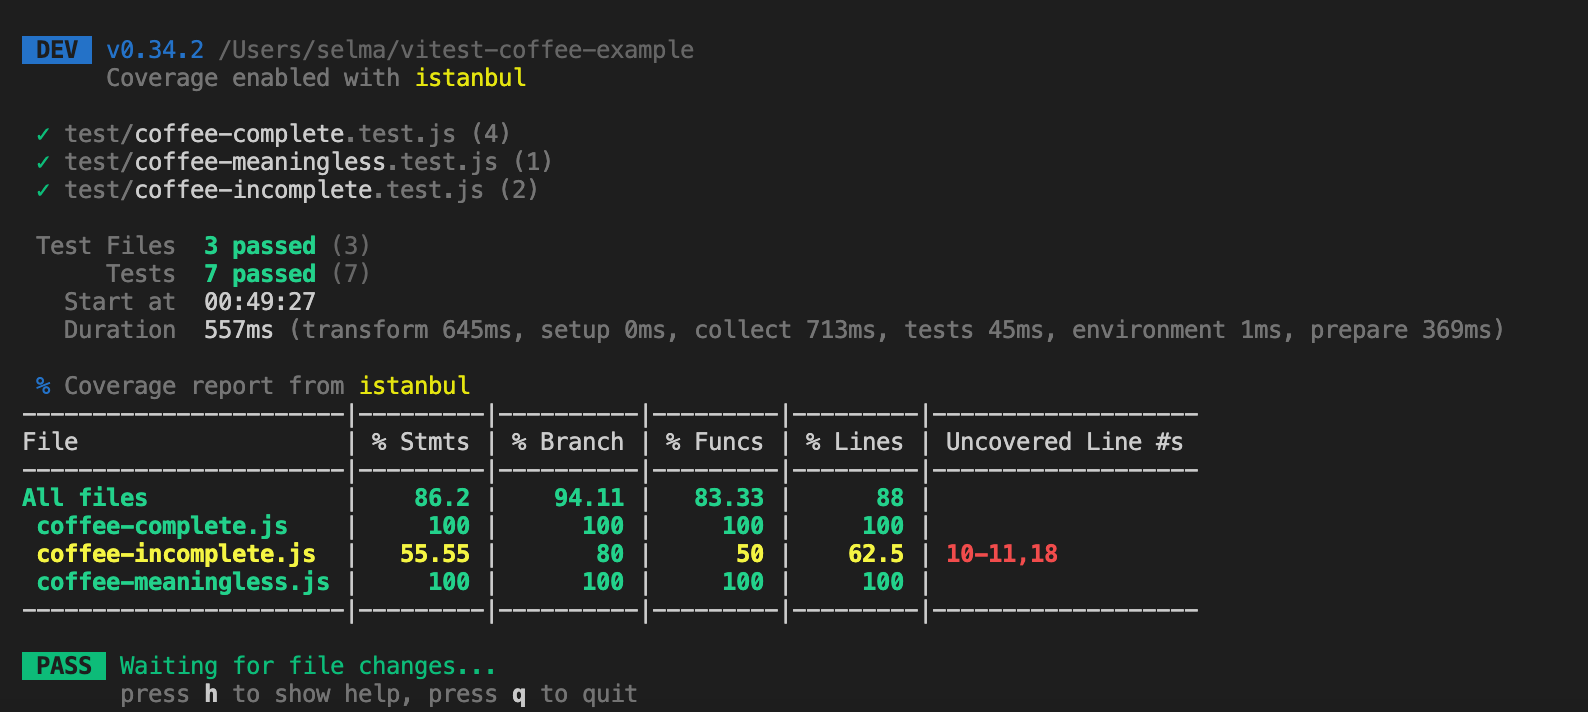 DEV v0.34.2 /Users/selma/vitest-coffee-example
Coverage enabled with istanbul
✓ test/coffee-complete.test.js (4)
✓ test/coffee-meaningless.test.js (1)
✓ test/coffee-incomplete.test.js (2)
Test Files 3 passed (3)
Tests 7 passed (7)
Start at 00:49:27
Duration 557ms (transform 645ms, setup 0ms, collect 713ms, tests 45ms, environment 1ms, prepare 369ms)
% Coverage report from istanbul
File | % Stmts | % Branch | % Funcs | % Lines | Uncovered Line #s
All files | 86.2 | 94.11 | 83.33 | 88 |
coffee-complete.js | 100 | 100 | 100 | 100 |
coffee-incomplete.js | 55.55 | 80 | 50 | 62.5 | 10-11,18
coffee-meaningless.js | 100 | 100 | 100 | 100 |
PASS Waiting for file changes...
press h to show help, press q to quit